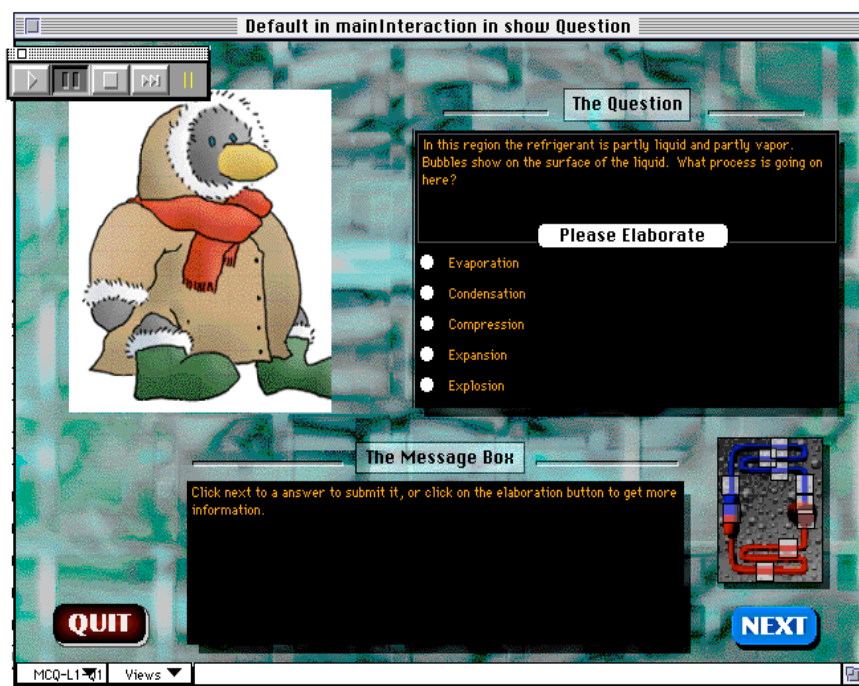 Default in mainInteraction in show Question
The Question
In this region the refrigerant is partly liquid and partly vapor.
Bubbles show on the surface of the liquid.  What process is going on
here?
Please Elaborate
Evaporation
Condensation
Compression
Expansion
Explosion
The Message Box
Click next to a answer to submit it, or click on the elaboration button to get more
information.
QUIT
NEXT
Views